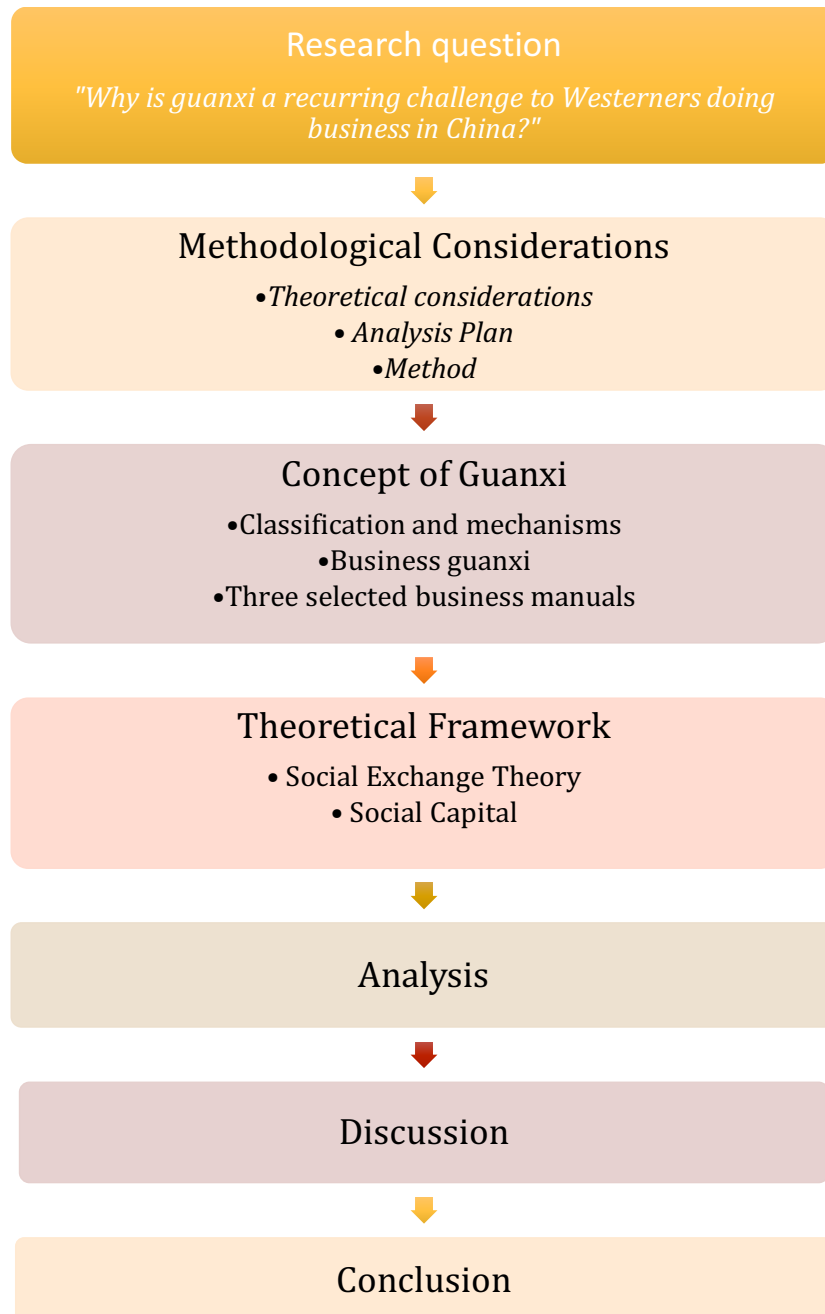 Research question
"Why is guanxi a recurring challenge to Westerners doing
business in China?"
Methodological Considerations
•Theoretical considerations
• Analysis Plan
•Method
Concept of Guanxi
•Classification and mechanisms
•Business guanxi
•Three selected business manuals
Theoretical Framework
• Social Exchange Theory
• Social Capital
Analysis
Discussion
Conclusion